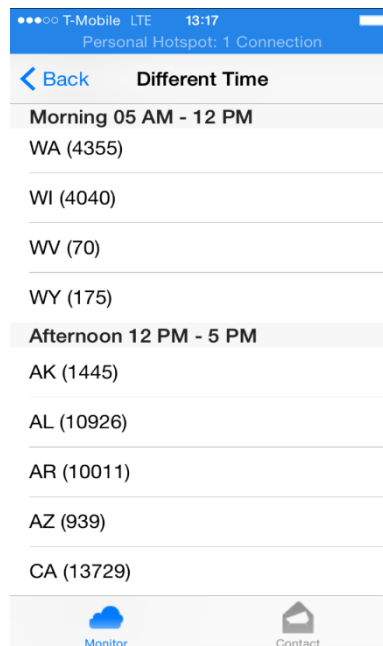 T-Mobile LTE 13:17
Personal Hotspot: 1 Connection
Back Different Time
Morning 05 AM - 12 PM
WA (4355)
WI (4040)
WV (70)
WY (175)
Afternoon 12 PM - 5 PM
AK (1445)
AL (10926)
AR (10011)
AZ (939)
CA (13729)
Monitor Contact